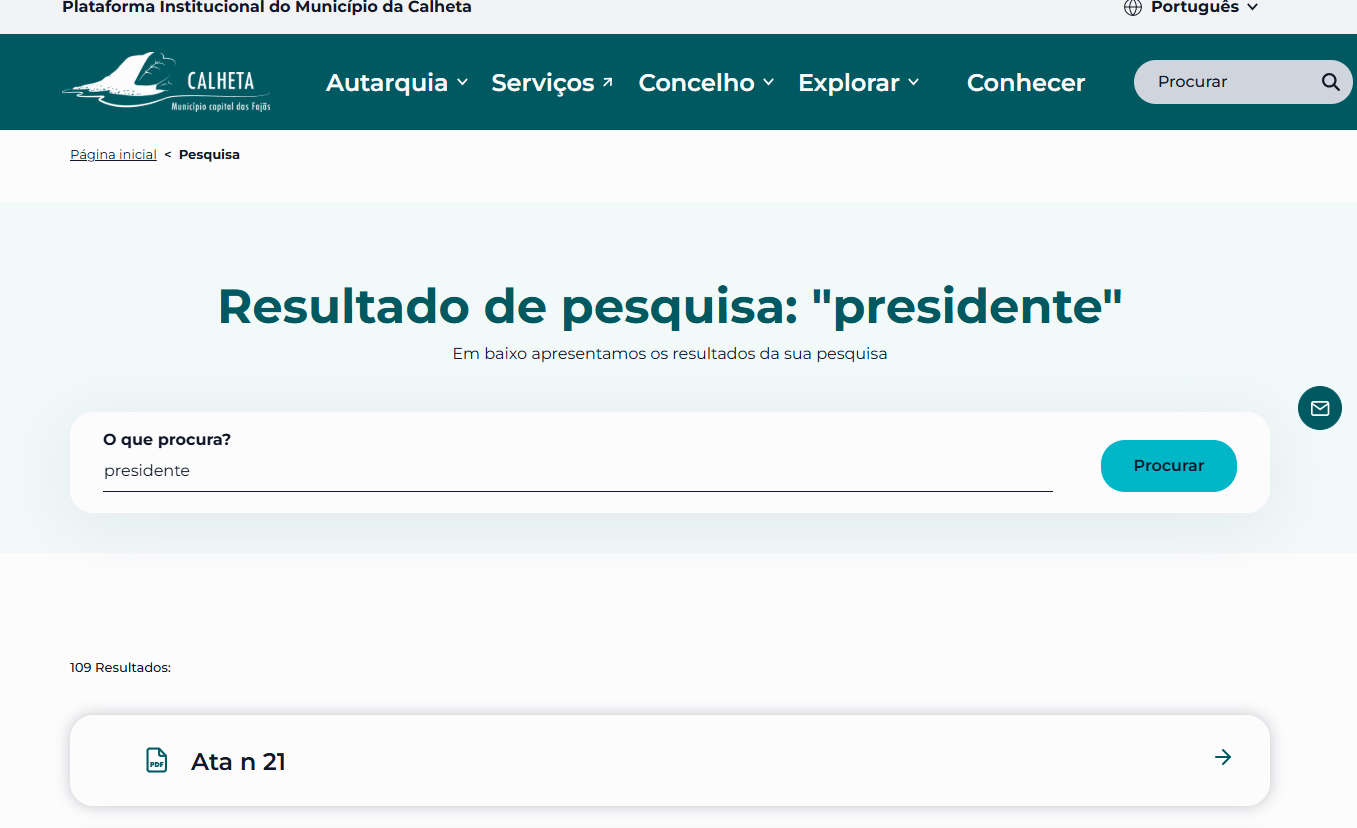 Plataforma Institucional do Município da Calheta
Português
CALHETA
Município capital das Fajãs
Autarquia
Serviços
Concelho
Explorar
Conhecer
Procurar
Página inicial < Pesquisa
Resultado de pesquisa: "presidente"
Em baixo apresentamos os resultados da sua pesquisa
O que procura?
presidente
Procurar
109 Resultados:
PDF
Ata n 21